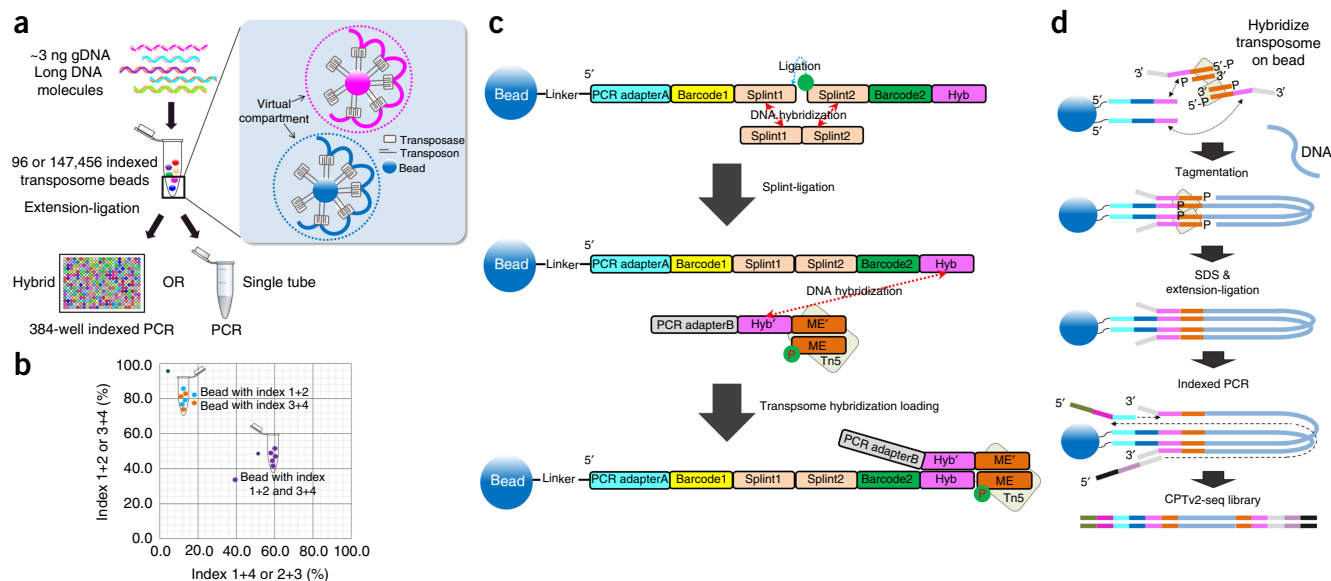 a
~3 ng gDNA
Long DNA
molecules
96 or 147,456 indexed
transposome beads
Extension-ligation
Hybrid
OR
Single tube
384-well indexed PCR
PCR
Virtual
compartment
Transposase
Transposon
Bead
b
Index 1+2 or 3+4 (%)
100.0
80.0
60.0
40.0
20.0
0.0
0.0 20.0 40.0 60.0 80.0 100.0
Index 1+4 or 2+3 (%)
Bead with index 1+2
Bead with index 3+4
Bead with index
1+2 and 3+4
c
Ligation
5′
Bead Linker PCR adapterA Barcode1 Splint1 Splint2 Barcode2 Hyb
DNA hybridization
Splint1 Splint2
Splint-ligation
5′
Bead Linker PCR adapterA Barcode1 Splint1 Splint2 Barcode2 Hyb
DNA hybridization
PCR adapterB Hyb′ ME′
ME
P
Tn5
Transpsome hybridization loading
PCR adapterB Hyb′ ME′
5′
Bead Linker PCR adapterA Barcode1 Splint1 Splint2 Barcode2 Hyb ME
P
Tn5
d
Hybridize
transposome
on bead
3′
5′-P
3′
P
3′
5′-P
3′
5′
P
5′
DNA
Tagmentation
P
P
P
P
SDS &
extension-ligation
Indexed PCR
5′
3′
3′
5′
CPTv2-seq library